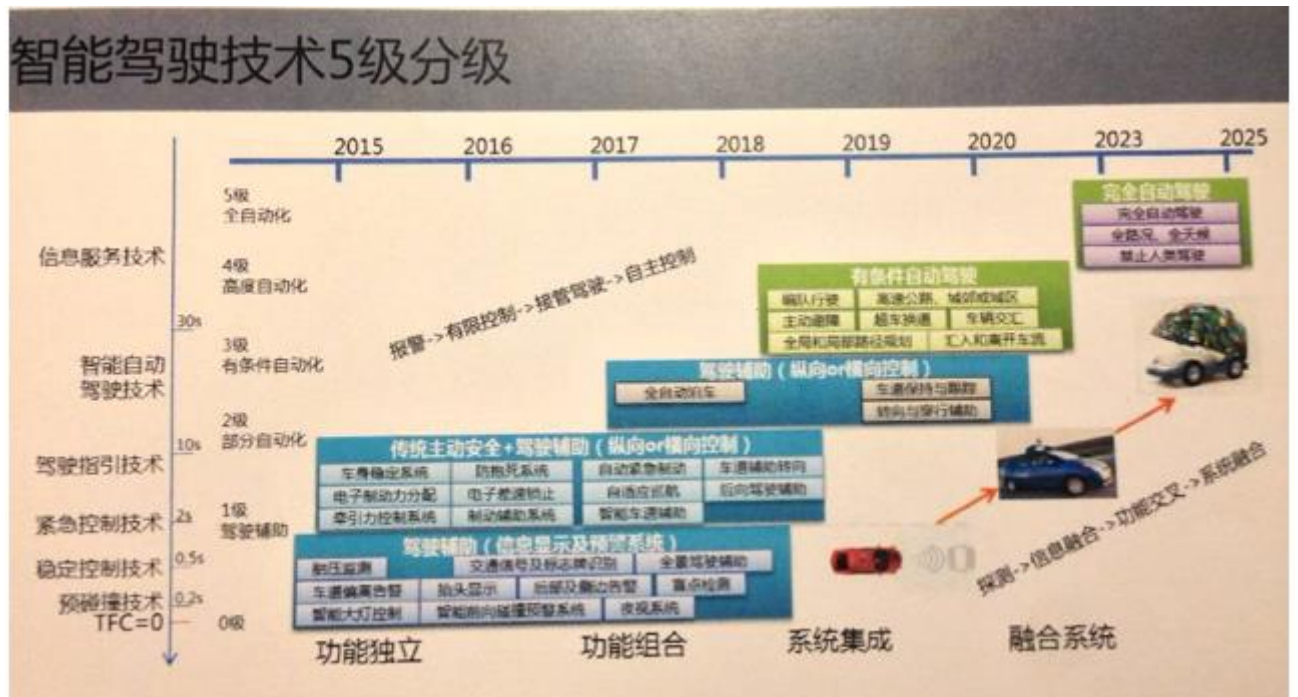 智能驾驶技术5级分级
2015 2016 2017 2018 2019 2020 2023 2025
5级
全自动化
完全自动驾驶
完全自动驾驶
全路况、全天候
禁止人类驾驶
信息服务技术
4级
高度自动化
报警->有限控制->接管驾驶->自主控制
有条件自动驾驶
编队行驶 高速公路、城郊或城区
主动避障 超车换道 车辆交汇
全局和局部路径规划 汇入和离开车流
30s
3级
有条件自动化
智能自动
驾驶技术
驾驶辅助（纵向or横向控制）
全自动泊车 车道保持与跟踪
转向与穿行辅助
2级
部分自动化
10s
驾驶指引技术
传统主动安全+驾驶辅助（纵向or横向控制）
车身稳定系统 防抱死系统 自动紧急制动 车道辅助转向
电子制动力分配 电子差速锁止 自适应巡航 后向驾驶辅助
牵引力控制系统 制动辅助系统 智能车速辅助
1级
驾驶辅助
紧急控制技术
2s
驾驶辅助（信息显示及预警系统）
胎压监测 交通信号及标志牌识别 全景驾驶辅助
车道偏离告警 抬头显示 后部及侧边告警 盲点检测
智能大灯控制 智能前向碰撞预警系统 夜视系统
稳定控制技术
0.5s
预碰撞技术
0.2s
TFC=0
0级
探测->信息融合->功能交叉->系统融合
功能独立 功能组合 系统集成 融合系统